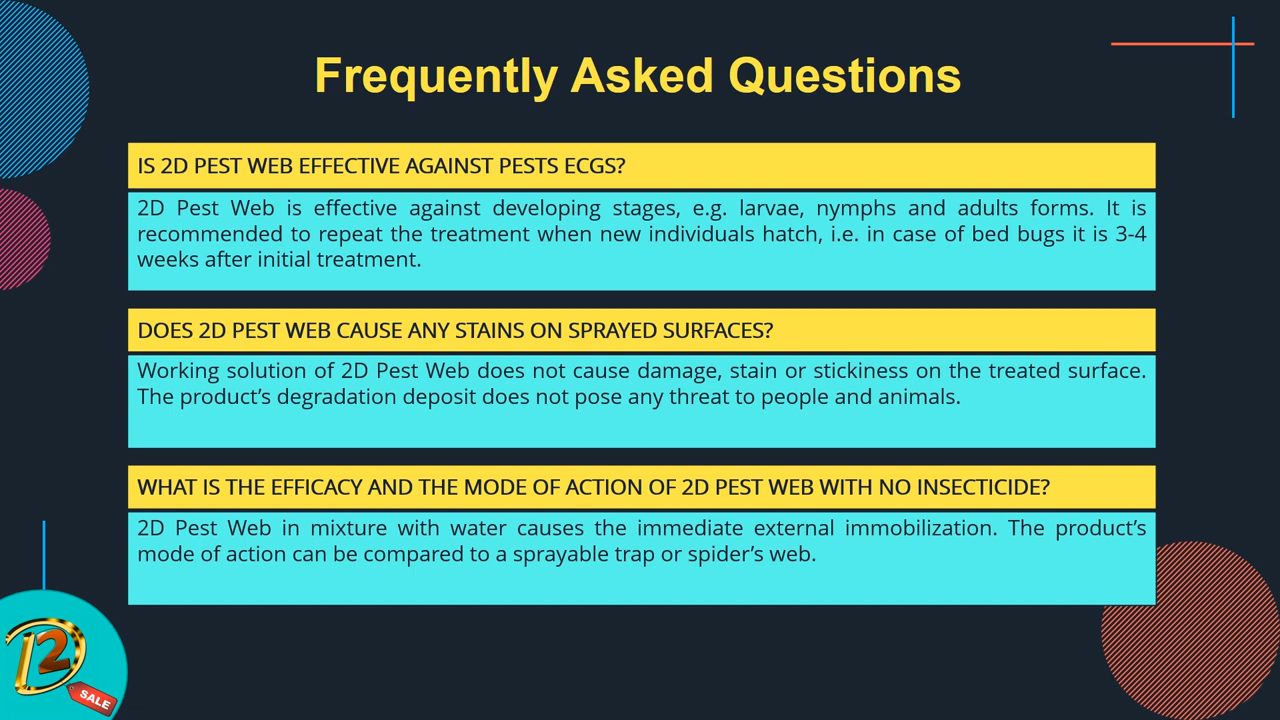 Frequently Asked Questions
IS 2D PEST WEB EFFECTIVE AGAINST PESTS ECGS?
2D Pest Web is effective against developing stages, e.g. larvae, nymphs and adults forms. It is
recommended to repeat the treatment when new individuals hatch, i.e. in case of bed bugs it is 3-4
weeks after initial treatment.
DOES 2D PEST WEB CAUSE ANY STAINS ON SPRAYED SURFACES?
Working solution of 2D Pest Web does not cause damage, stain or stickiness on the treated surface.
The product’s degradation deposit does not pose any threat to people and animals.
WHAT IS THE EFFICACY AND THE MODE OF ACTION OF 2D PEST WEB WITH NO INSECTICIDE?
2D Pest Web in mixture with water causes the immediate external immobilization. The product’s
mode of action can be compared to a sprayable trap or spider’s web.
D2
SALE